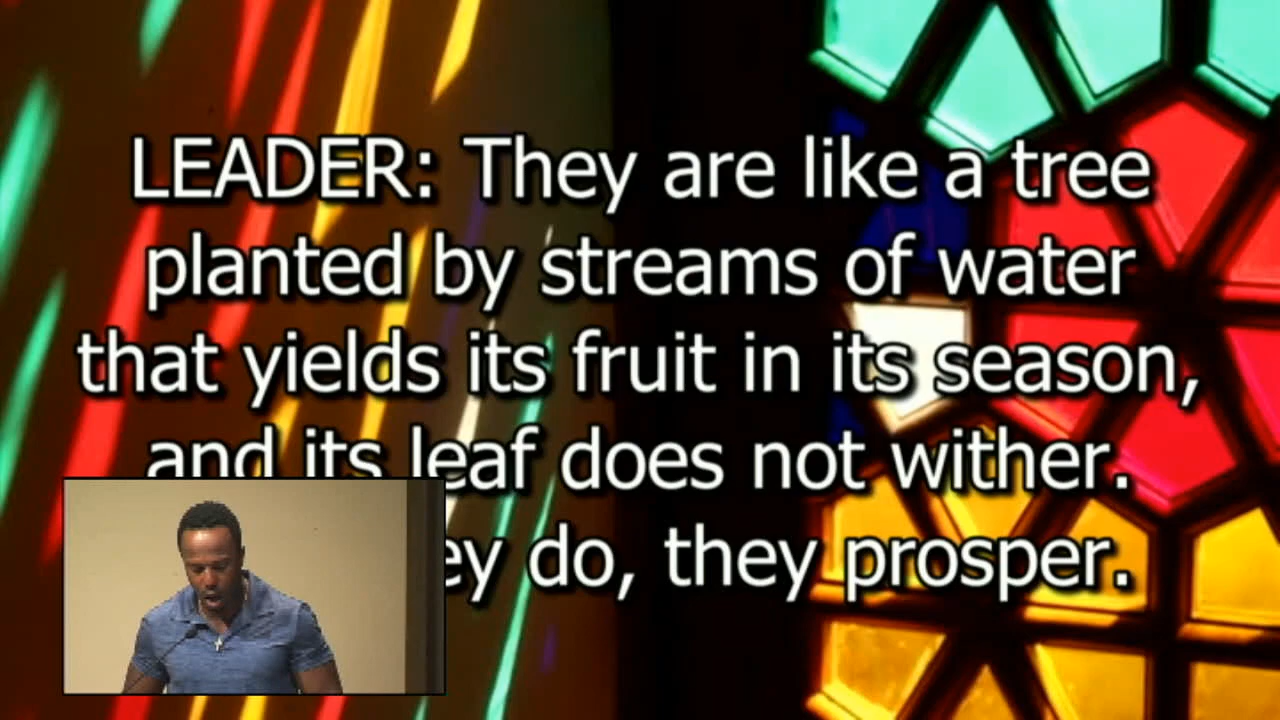 LEADER: They are like a tree
planted by streams of water
that yields its fruit in its season,
and its leaf does not wither.
ey do, they prosper.